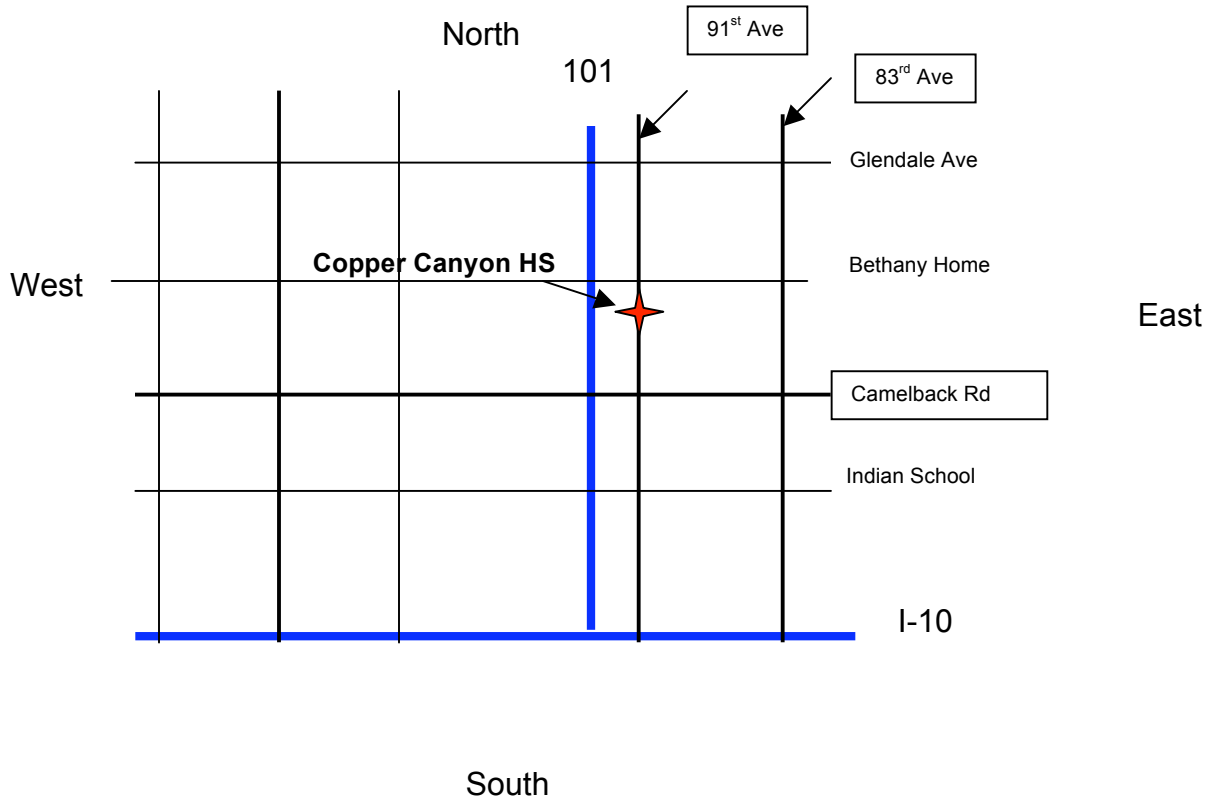 North
91st Ave
101
83rd Ave
Glendale Ave
Copper Canyon HS
Bethany Home
West
East
Camelback Rd
Indian School
I-10
South